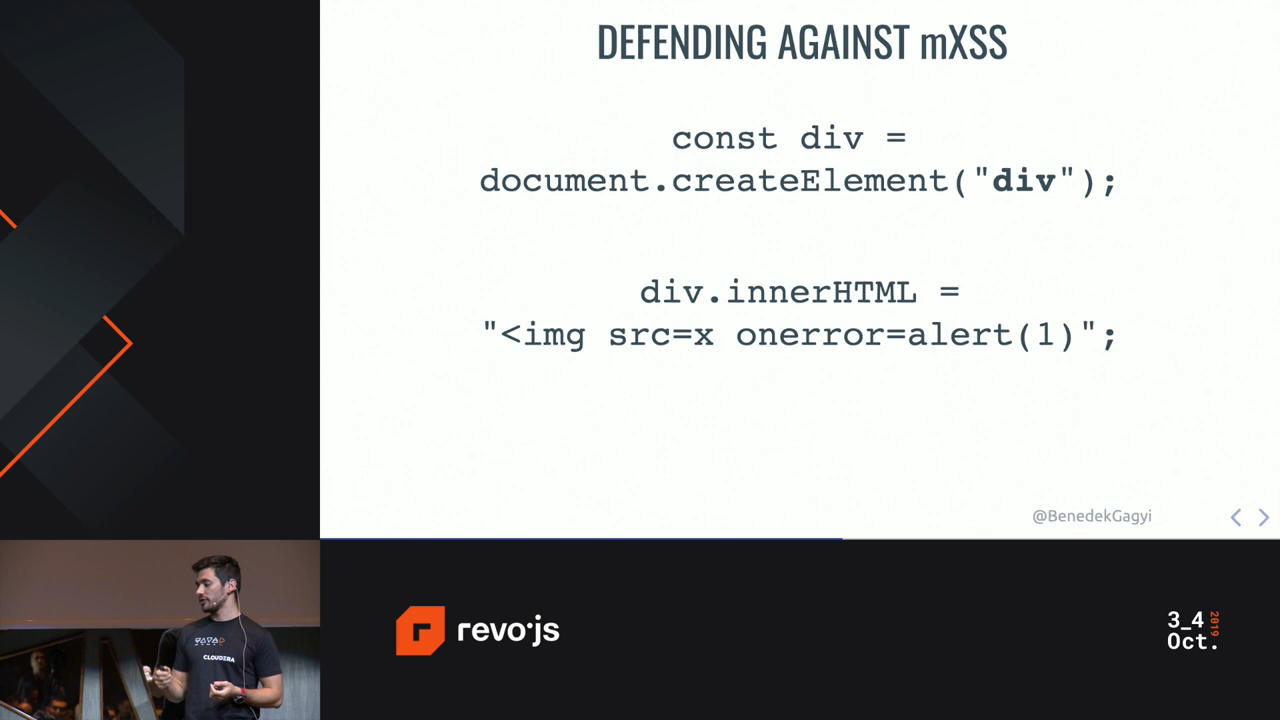 DEFENDING AGAINST mXSS
const div =
document.createElement("div");
div.innerHTML =
"<img src=x onerror=alert(1)";
@BenedekGagyi
CLOUDERA
r revo·js
3_4
Oct.
2019